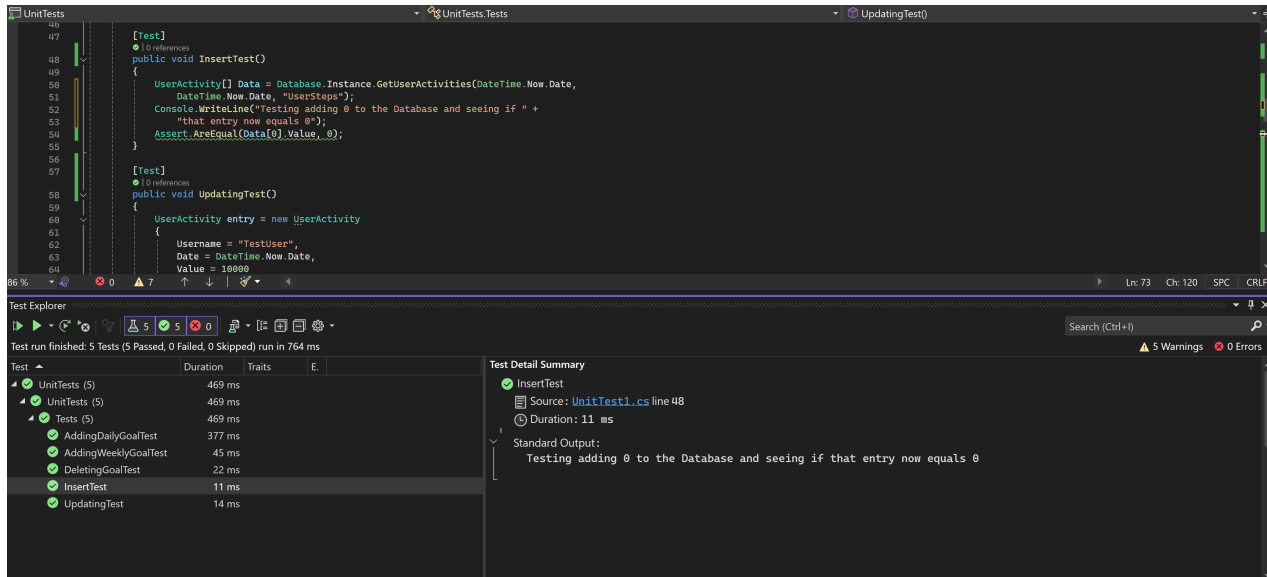 UnitTests UnitTests.Tests UpdatingTest()
46
47 [Test]
0 references
48 public void InsertTest()
49 {
50 UserActivity[] Data = Database.Instance.GetUserActivities(DateTime.Now.Date,
51 DateTime.Now.Date, "UserSteps");
52 Console.WriteLine("Testing adding 0 to the Database and seeing if " +
53 "that entry now equals 0");
54 Assert.AreEqual(Data[0].Value, 0);
55 }
56
57 [Test]
0 references
58 public void UpdatingTest()
59 {
60 UserActivity entry = new UserActivity
61 {
62 Username = "TestUser",
63 Date = DateTime.Now.Date,
64 Value = 10000
86 % 0 7 Ln: 73 Ch: 120 SPC CRLF
Test Explorer
5 5 0 Search (Ctrl+I)
Test run finished: 5 Tests (5 Passed, 0 Failed, 0 Skipped) run in 764 ms 5 Warnings 0 Errors
Test Duration Traits E.
UnitTests (5) 469 ms
UnitTests (5) 469 ms
Tests (5) 469 ms
AddingDailyGoalTest 377 ms
AddingWeeklyGoalTest 45 ms
DeletingGoalTest 22 ms
InsertTest 11 ms
UpdatingTest 14 ms
Test Detail Summary
InsertTest
Source: UnitTest1.cs line 48
Duration: 11 ms
Standard Output:
Testing adding 0 to the Database and seeing if that entry now equals 0